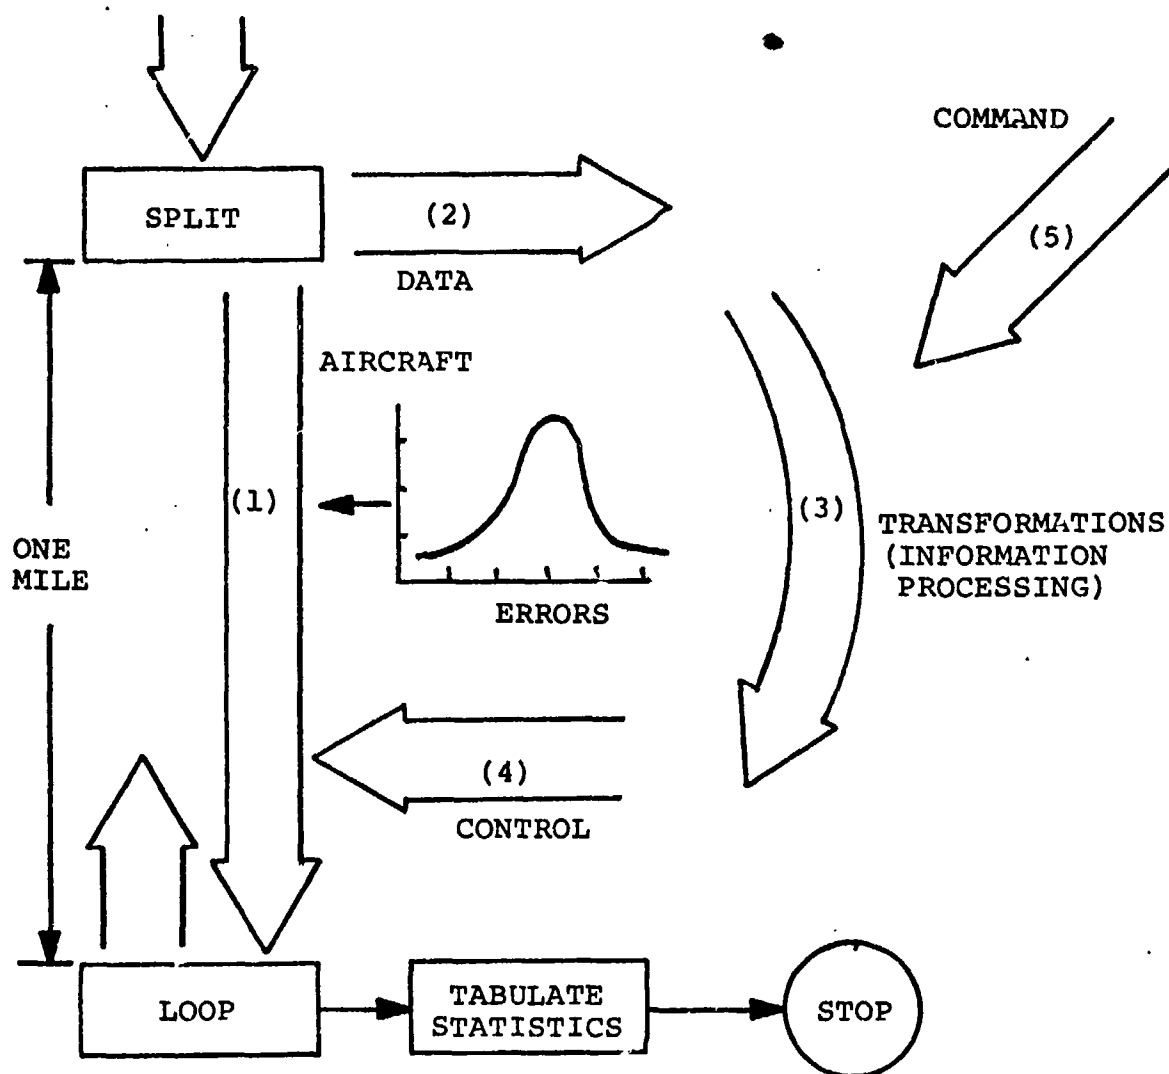 COMMAND
(5)
SPLIT
(2)
DATA
AIRCRAFT
(1)
ERRORS
ONE
MILE
(3)
TRANSFORMATIONS
(INFORMATION
PROCESSING)
(4)
CONTROL
LOOP
TABULATE
STATISTICS
STOP